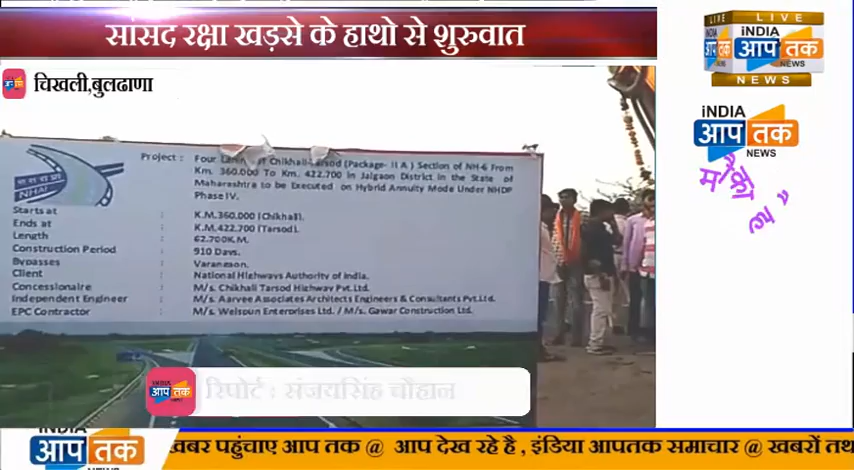 सांसद रक्षा खड़से के हाथो से शुरुवात
LIVE LIVE
INDIA
आप तक
NEWS
NEWS
चिखली,बुलढाणा
INDIA
आप तक
NEWS
NHAI
Project : Four Chikhali-Tarsod (Package- II A ) Section of NH-6 From
Km. 360.000 To Km. 422.700 in Jalgaon District in the State of
Maharashtra to be Executed on Hybrid Annuity Mode Under NHDP
Phase IV.
Starts at : K.M.360.000 (Chikhali).
Ends at : K.M.422.700 (Tarsod).
Length : 62.700K.M.
Construction Period : 910 Days.
Bypasses : Varangaon.
Client : National Highways Authority of India.
Concessionaire : M/s. Chikhali Tarsod Highway Pvt.Ltd.
Independent Engineer : M/s. Aarvee Associates Architects Engineers & Consultants Pvt.Ltd.
EPC Contractor : M/s. Welspun Enterprises Ltd. / M/s. Gawar Construction Ltd.
आप तक
रिपोर्ट : संजयसिंह चौहान
INDIA
आप तक
NEWS
खबर पहुंचाए आप तक @ आप देख रहे है , इंडिया आपतक समाचार @ खबरों तथ